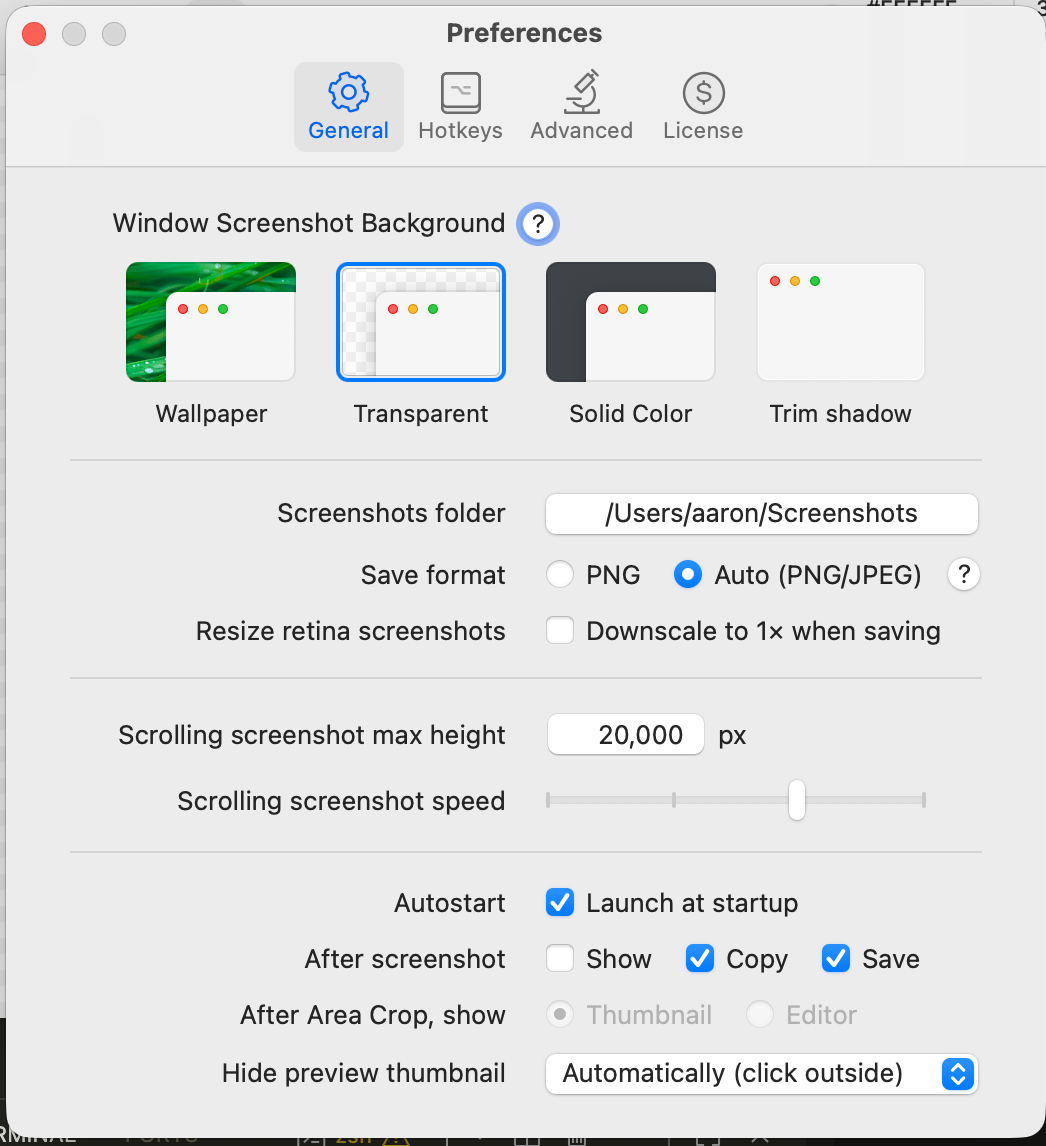 #FFFFFF
Preferences
General Hotkeys Advanced License
Window Screenshot Background ?
Wallpaper Transparent Solid Color Trim shadow
Screenshots folder /Users/aaron/Screenshots
Save format PNG Auto (PNG/JPEG) ?
Resize retina screenshots Downscale to 1× when saving
Scrolling screenshot max height 20,000 px
Scrolling screenshot speed
Autostart Launch at startup
After screenshot Show Copy Save
After Area Crop, show Thumbnail Editor
Hide preview thumbnail Automatically (click outside)
PORTS zsh